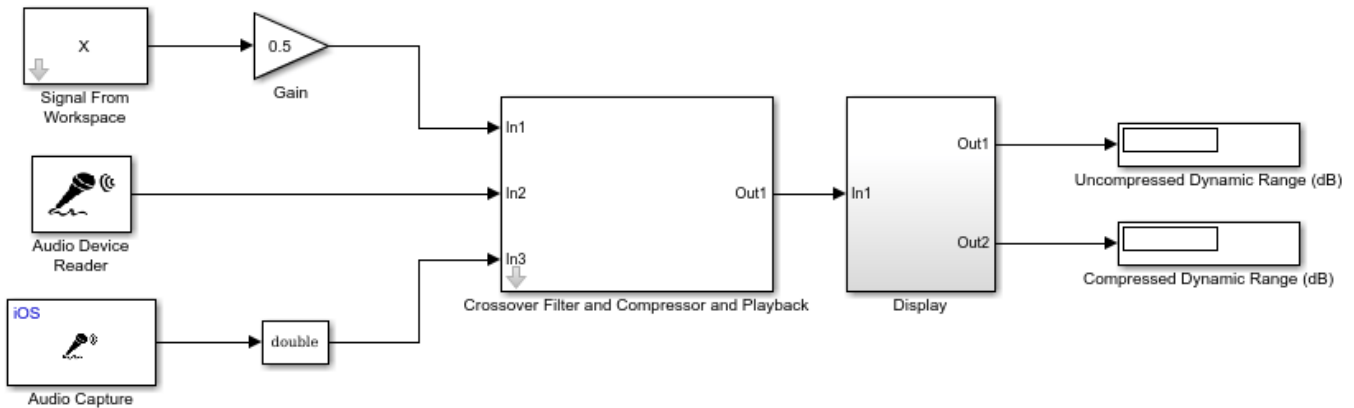 X
Signal From
Workspace
0.5
Gain
Audio Device
Reader
iOS
Audio Capture
double
In1
In2
In3
Out1
Crossover Filter and Compressor and Playback
In1
Out1
Out2
Display
Uncompressed Dynamic Range (dB)
Compressed Dynamic Range (dB)